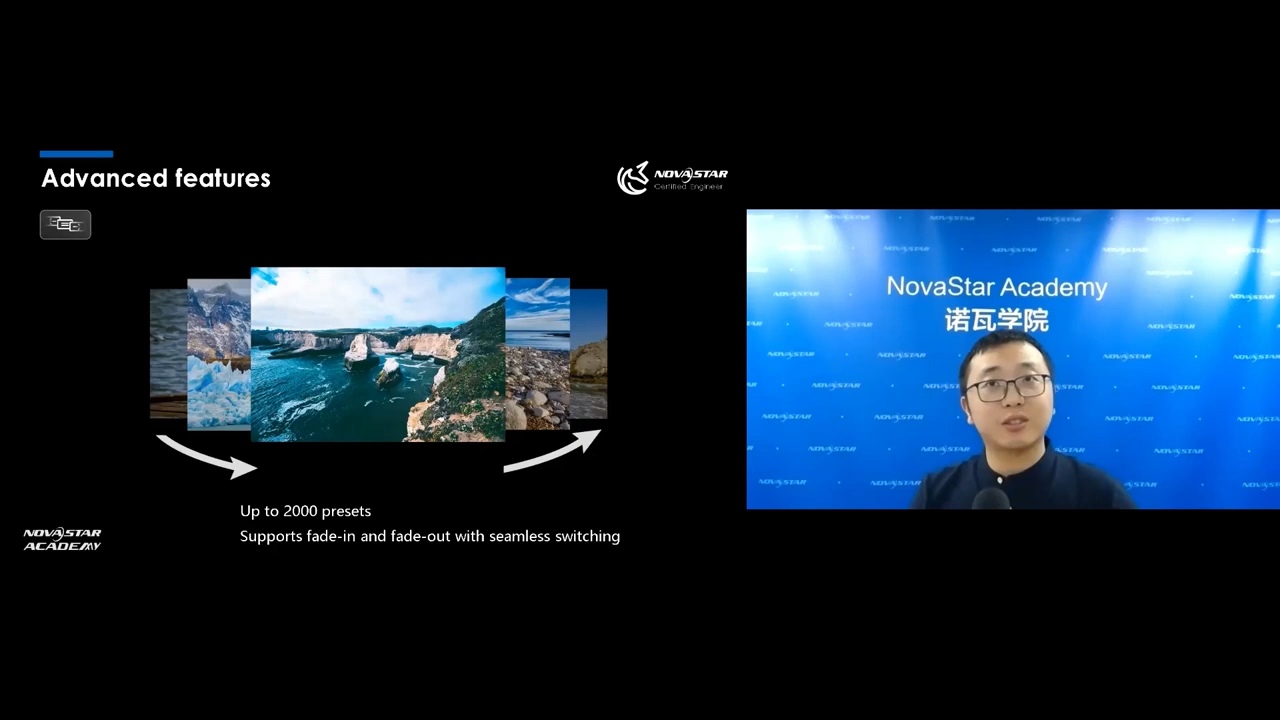 Advanced features
NOVASTAR
Certified Engineer
Up to 2000 presets
Supports fade-in and fade-out with seamless switching
NOVASTAR
ACADEMY
NovaStar Academy
诺瓦学院